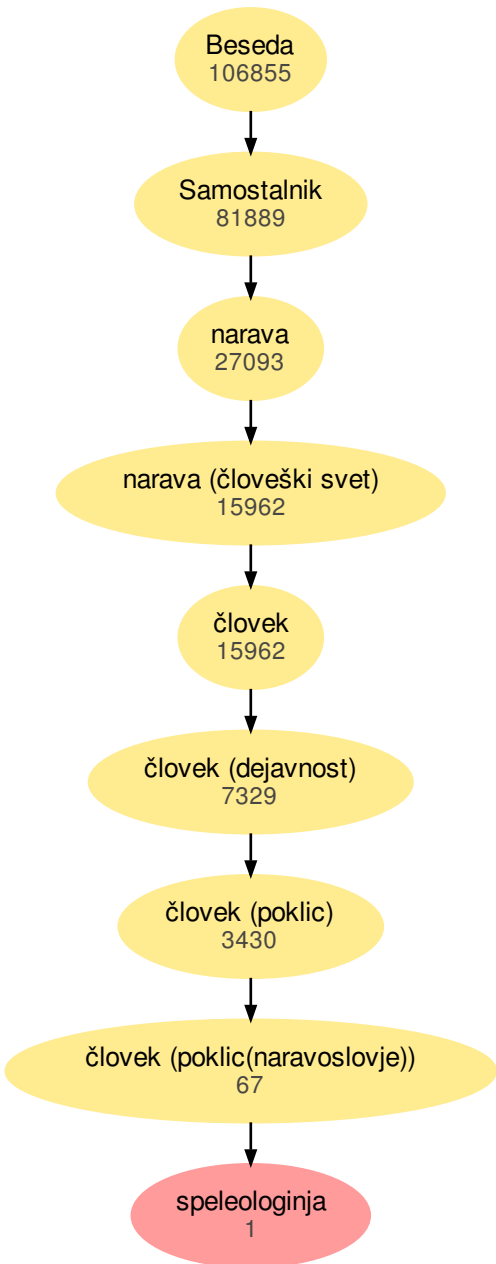 Beseda
106855
Samostalnik
81889
narava
27093
narava (človeški svet)
15962
človek
15962
človek (dejavnost)
7329
človek (poklic)
3430
človek (poklic(naravoslovje))
67
speleologinja
1